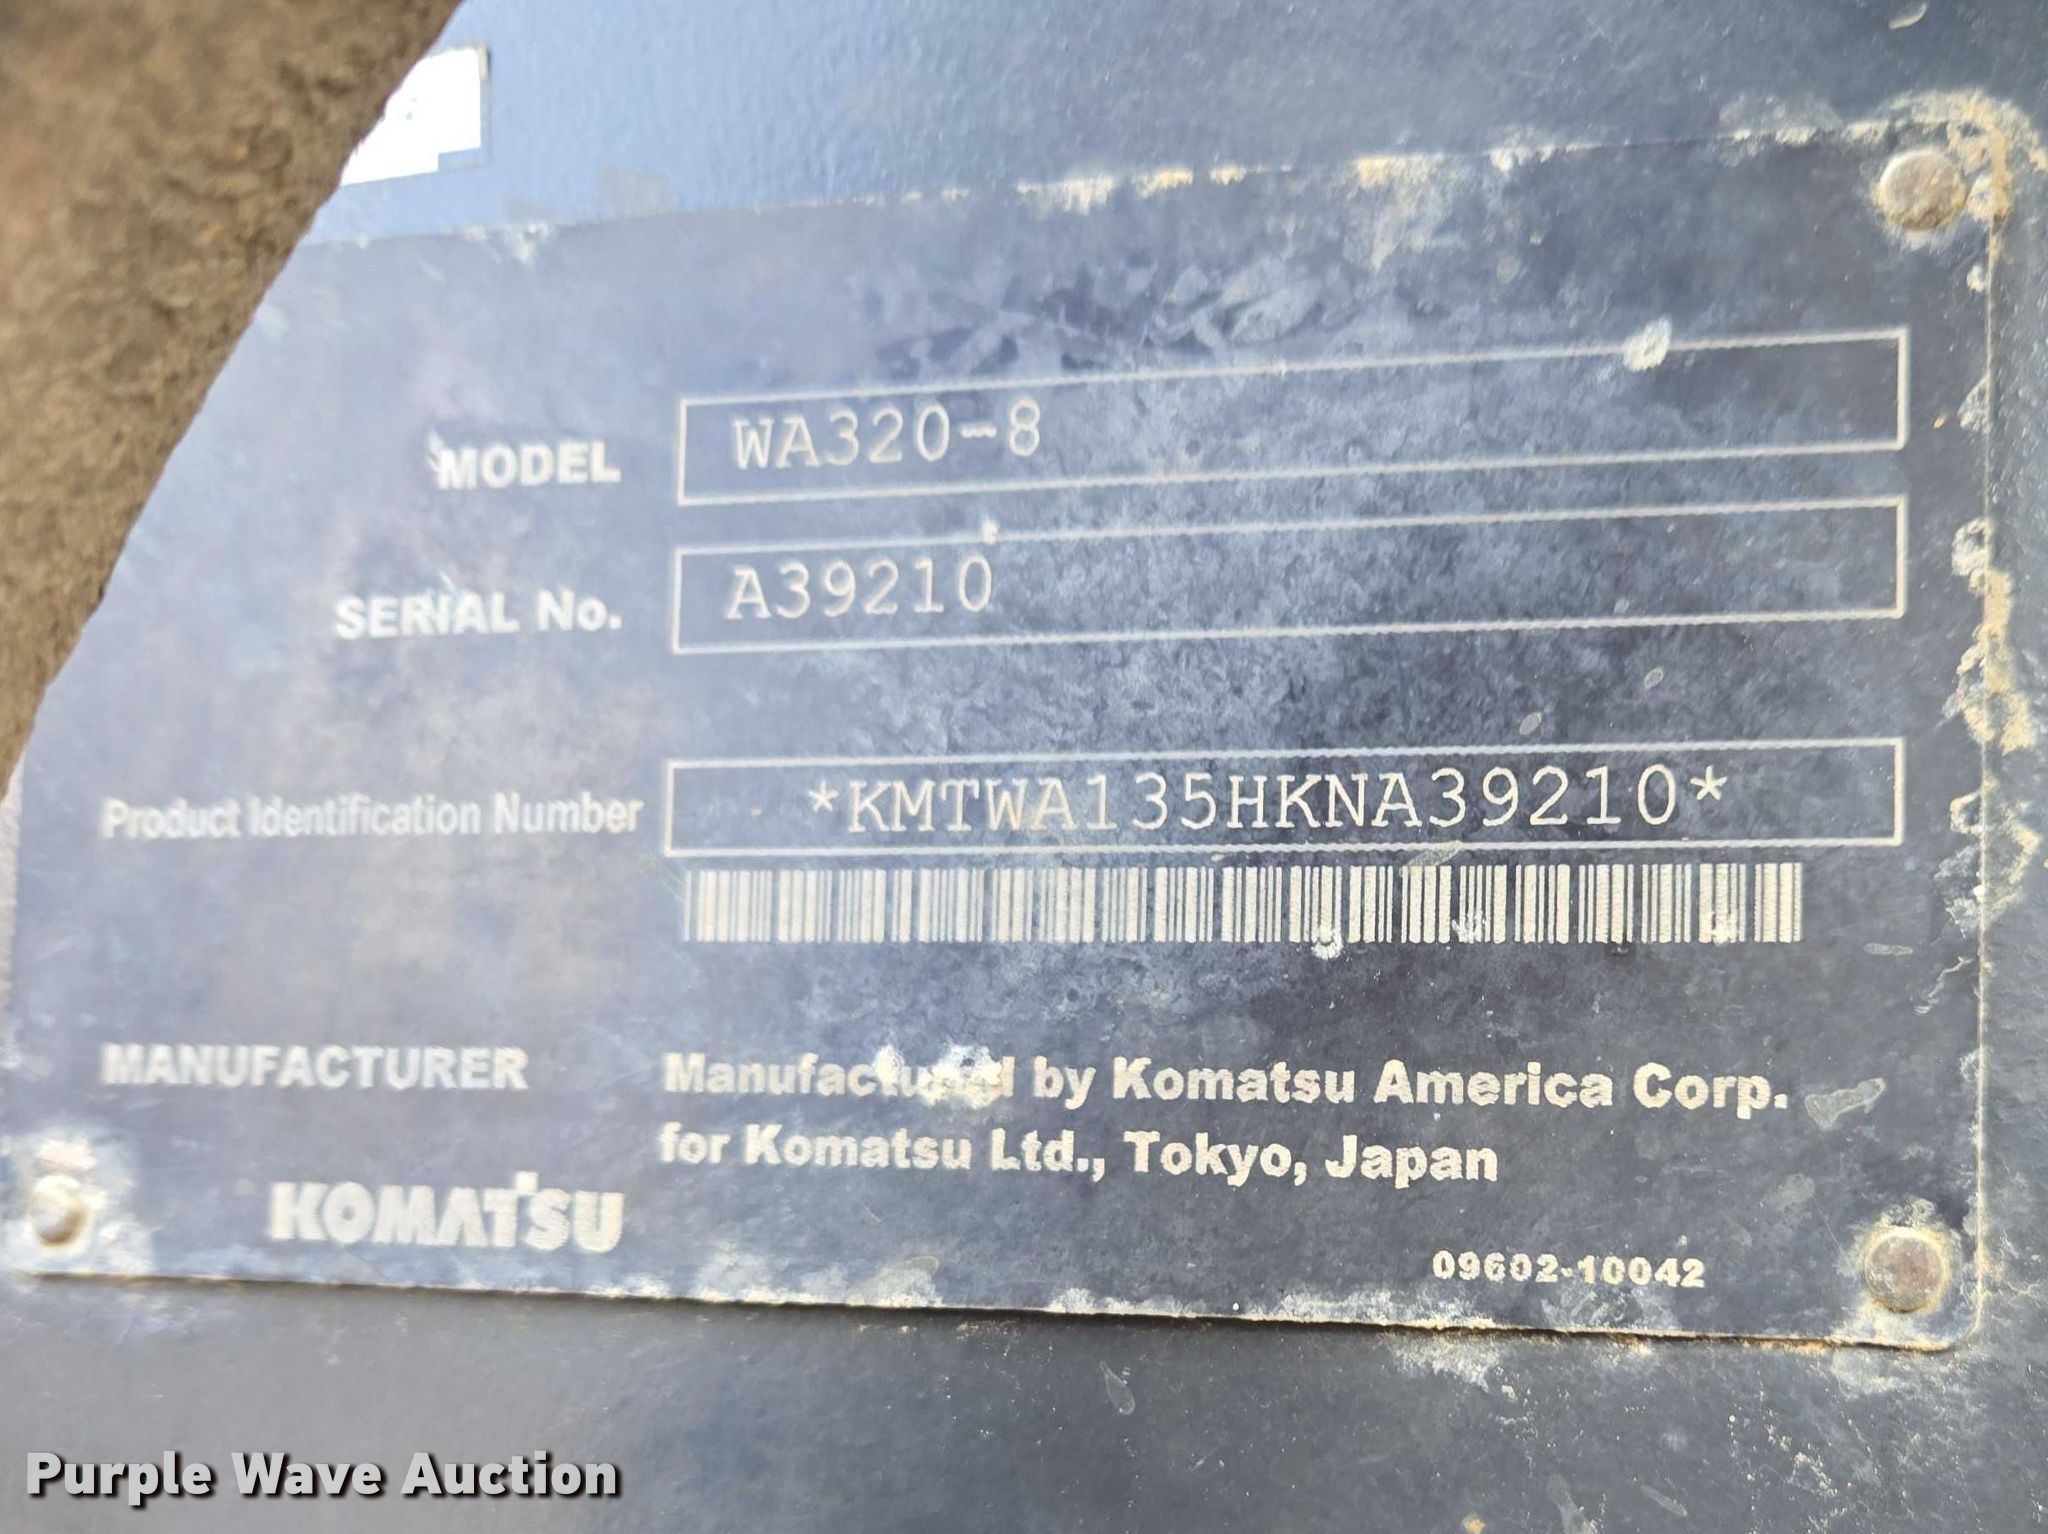 MODEL WA320-8
SERIAL No. A39210
Product Identification Number *KMTWA135HKNA39210*
MANUFACTURER Manufactured by Komatsu America Corp.
for Komatsu Ltd., Tokyo, Japan
KOMATSU
09602-10042
Purple Wave Auction